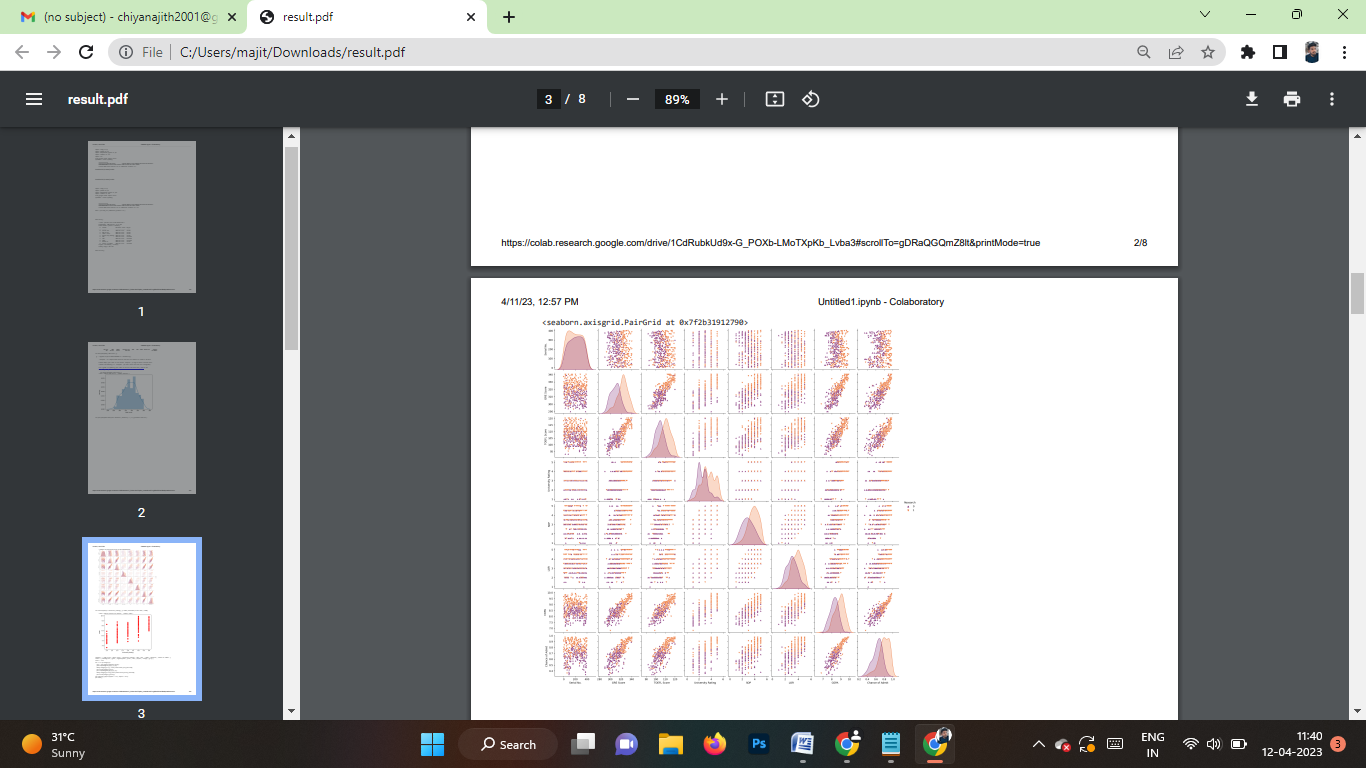 (no subject) - chiyanajith2001@g
result.pdf
File
C:/Users/majit/Downloads/result.pdf
result.pdf
3 / 8
89%
1
2
3
https://colab.research.google.com/drive/1CdRubkUd9x-G_POXb-LMoTXpKb_Lvba3#scrollTo=gDRaQGQmZ8lt&printMode=true
2/8
4/11/23, 12:57 PM
Untitled1.ipynb - Colaboratory
<seaborn.axisgrid.PairGrid at 0x7f2b31912790>
31°C
Sunny
Search
Ps
ENG
IN
11:40
12-04-2023
3